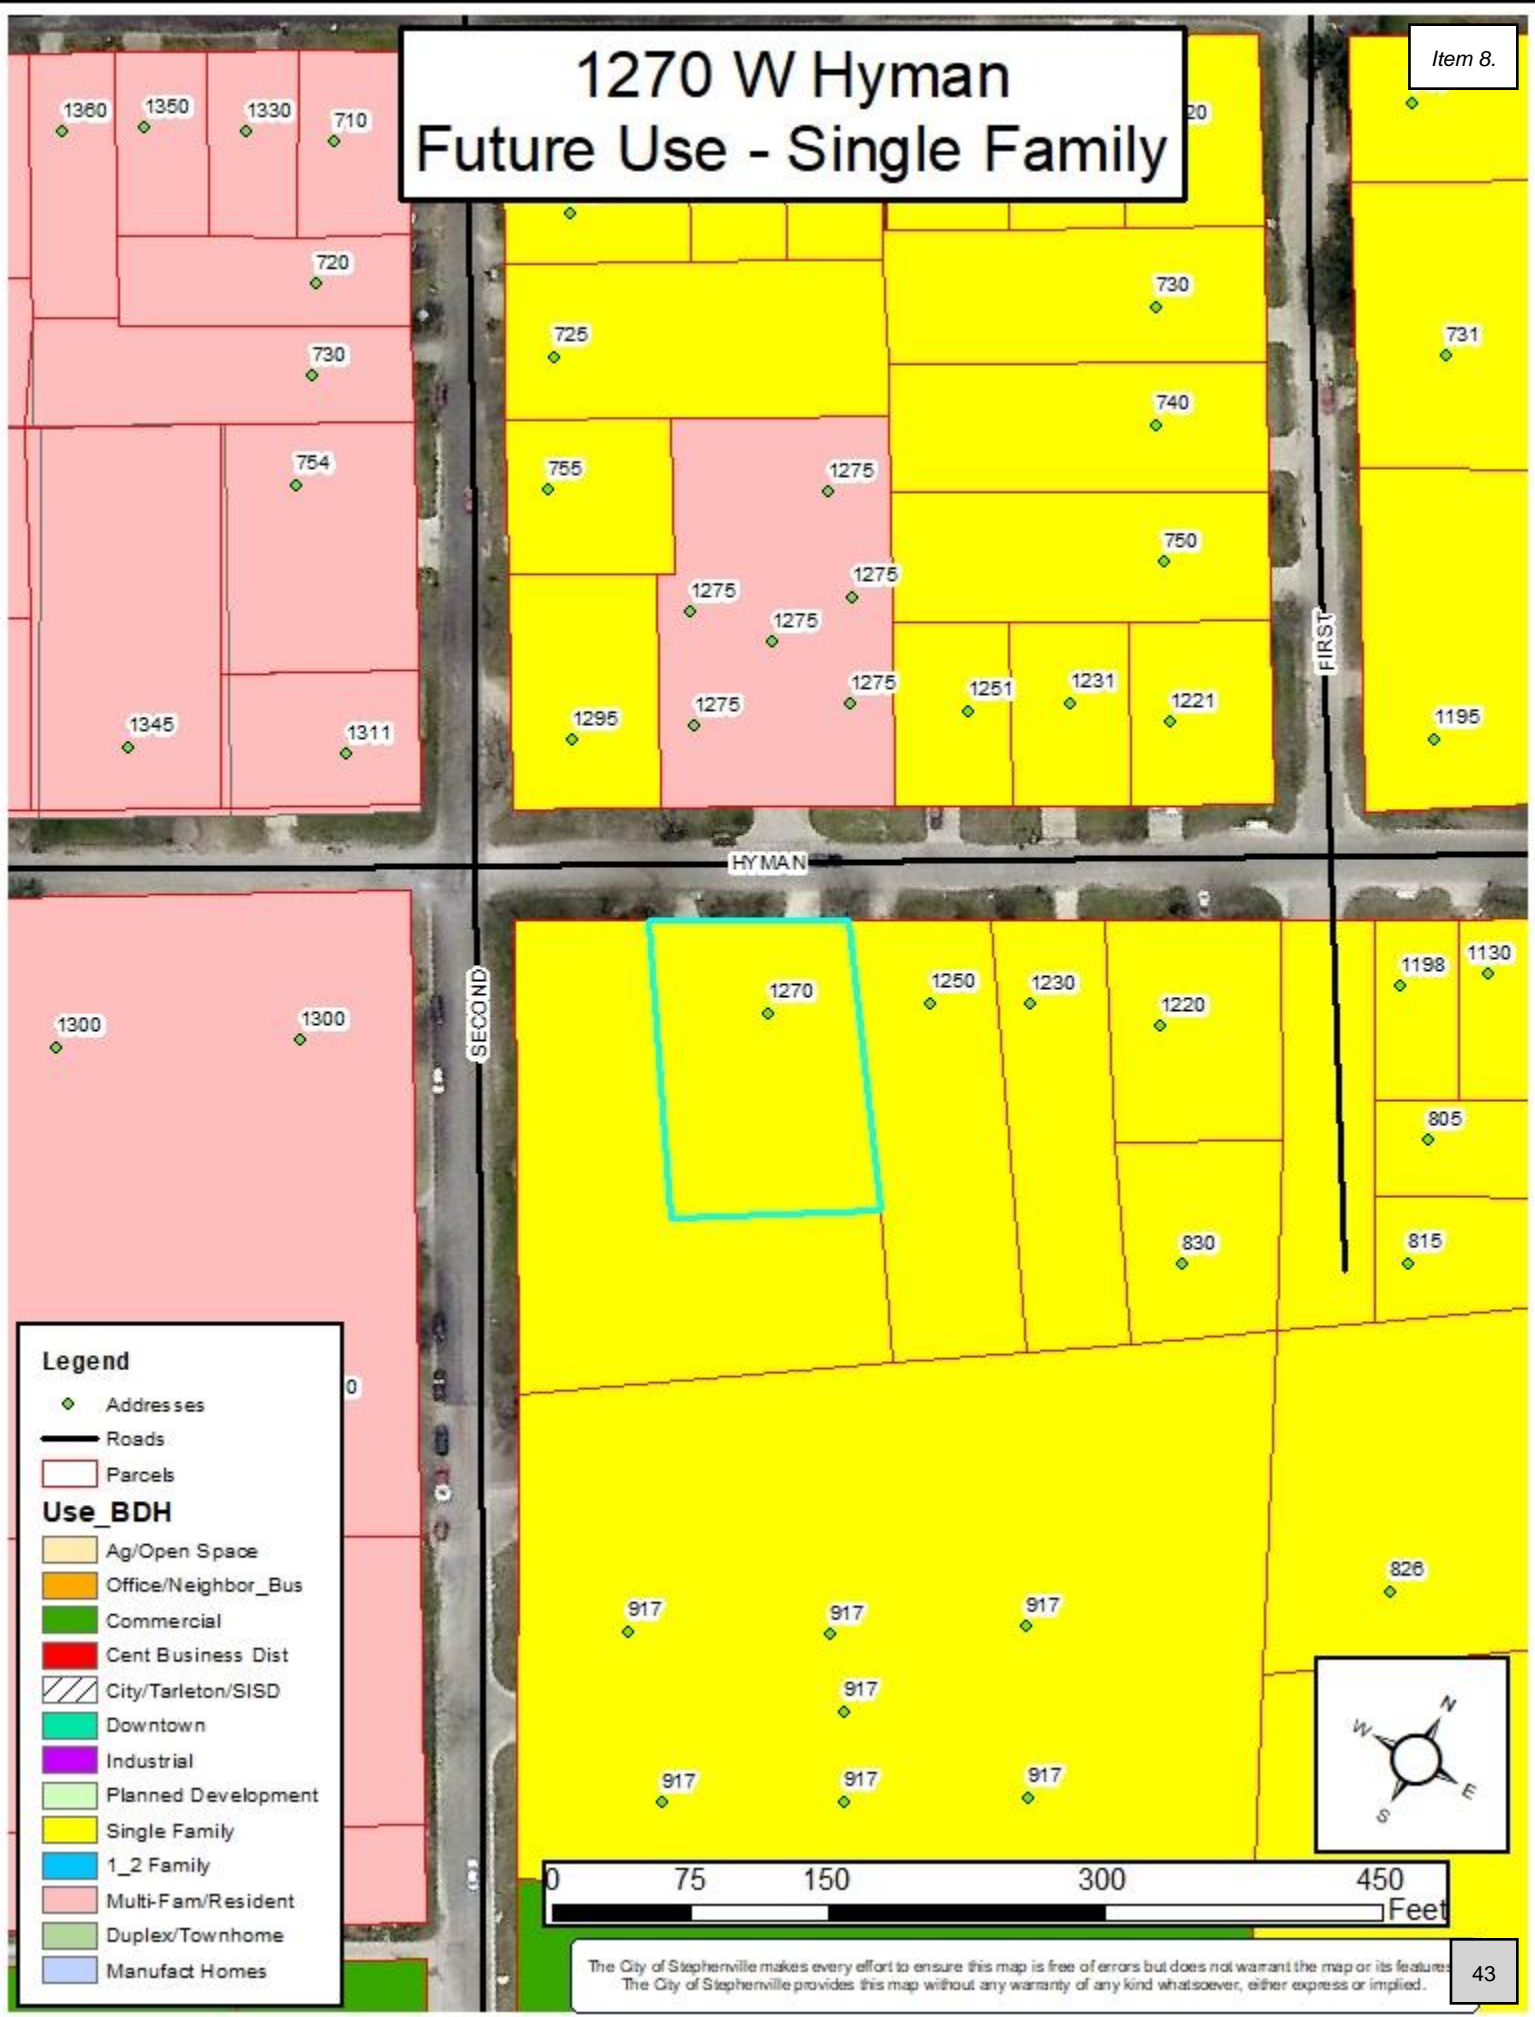 1270 W Hyman
Future Use - Single Family
Item 8.
1360
1350
1330
710
20
720
730
725
730
731
740
754
755
1275
750
1275
1275
1275
1275
1275
1251
1231
1221
1295
1345
1311
1195
FIRST
HYMAN
SECOND
1270
1250
1230
1220
1198
1130
1300
1300
805
830
815
0
917
917
917
826
917
917
917
917
Legend
Addresses
Roads
Parcels
Use_BDH
Ag/Open Space
Office/Neighbor_Bus
Commercial
Cent Business Dist
City/Tarleton/SISD
Downtown
Industrial
Planned Development
Single Family
1_2 Family
Multi-Fam/Resident
Duplex/Townhome
Manufact Homes
N
W
E
S
0 75 150 300 450
Feet
The City of Stephenville makes every effort to ensure this map is free of errors but does not warrant the map or its features
The City of Stephenville provides this map without any warranty of any kind whatsoever, either express or implied.
43